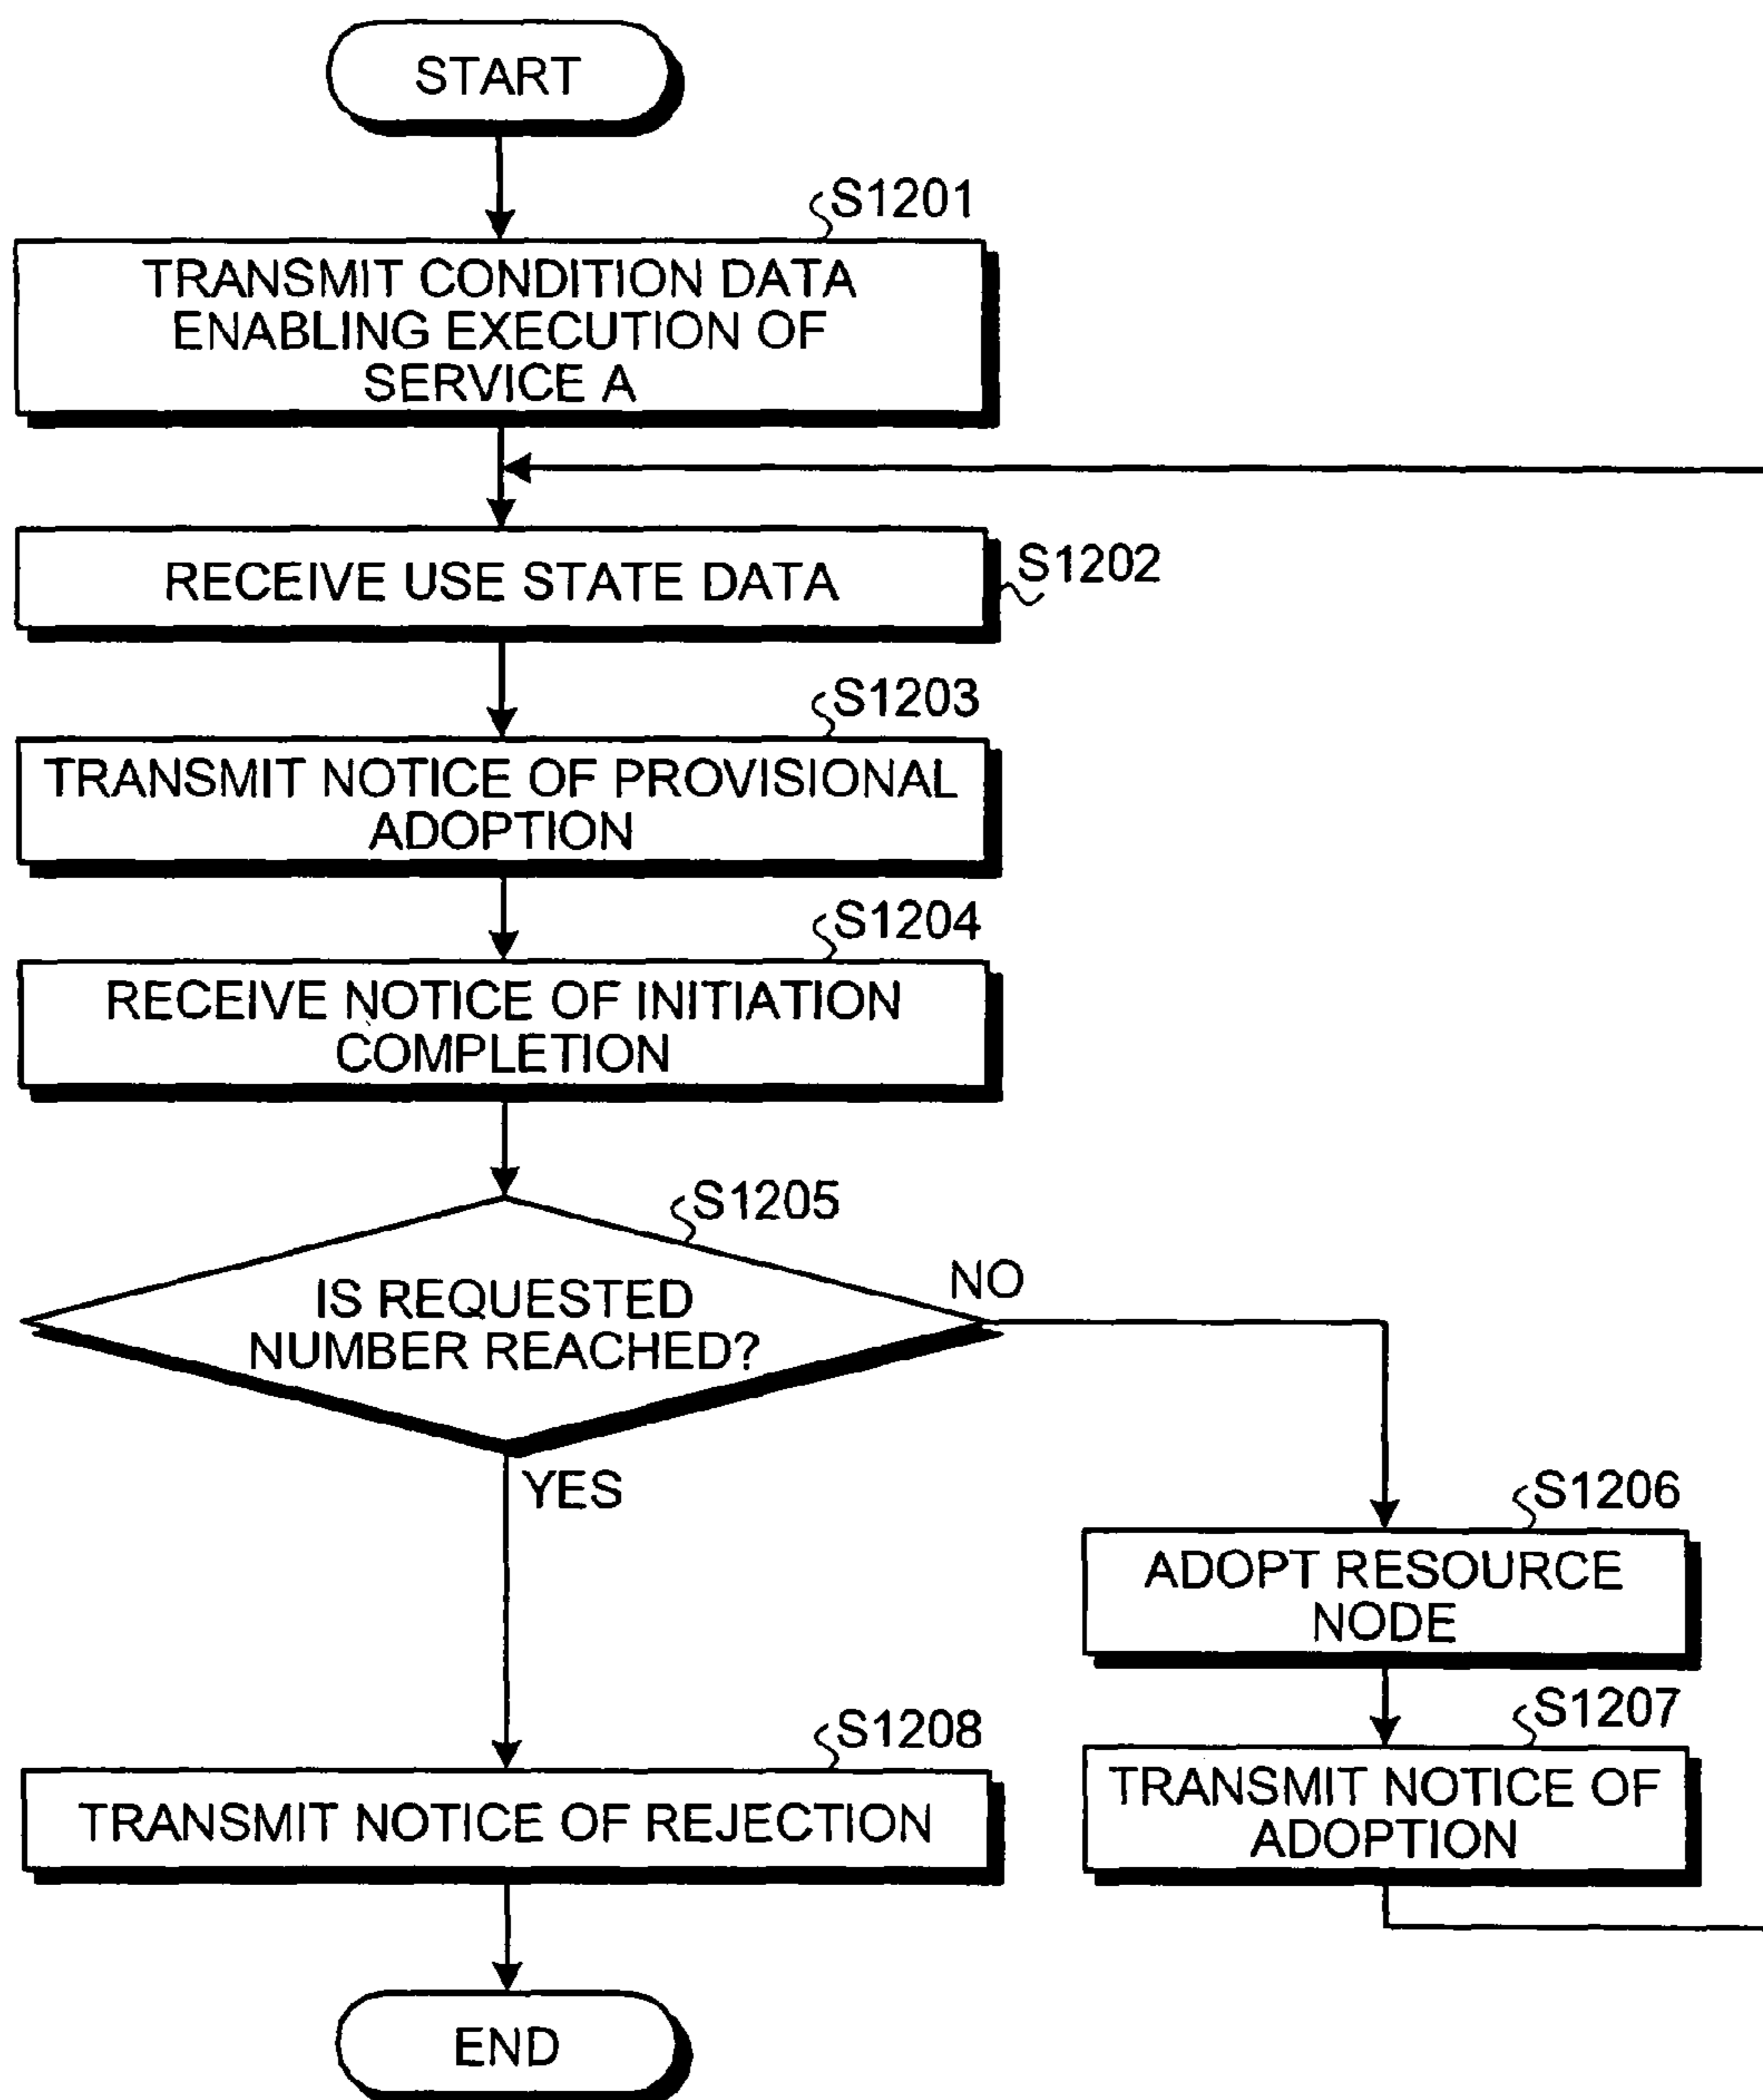 START
S1201
TRANSMIT CONDITION DATA
ENABLING EXECUTION OF
SERVICE A
RECEIVE USE STATE DATA
S1202
S1203
TRANSMIT NOTICE OF PROVISIONAL
ADOPTION
S1204
RECEIVE NOTICE OF INITIATION
COMPLETION
S1205
IS REQUESTED
NUMBER REACHED?
NO
YES
S1206
ADOPT RESOURCE
NODE
S1207
TRANSMIT NOTICE OF
ADOPTION
S1208
TRANSMIT NOTICE OF REJECTION
END